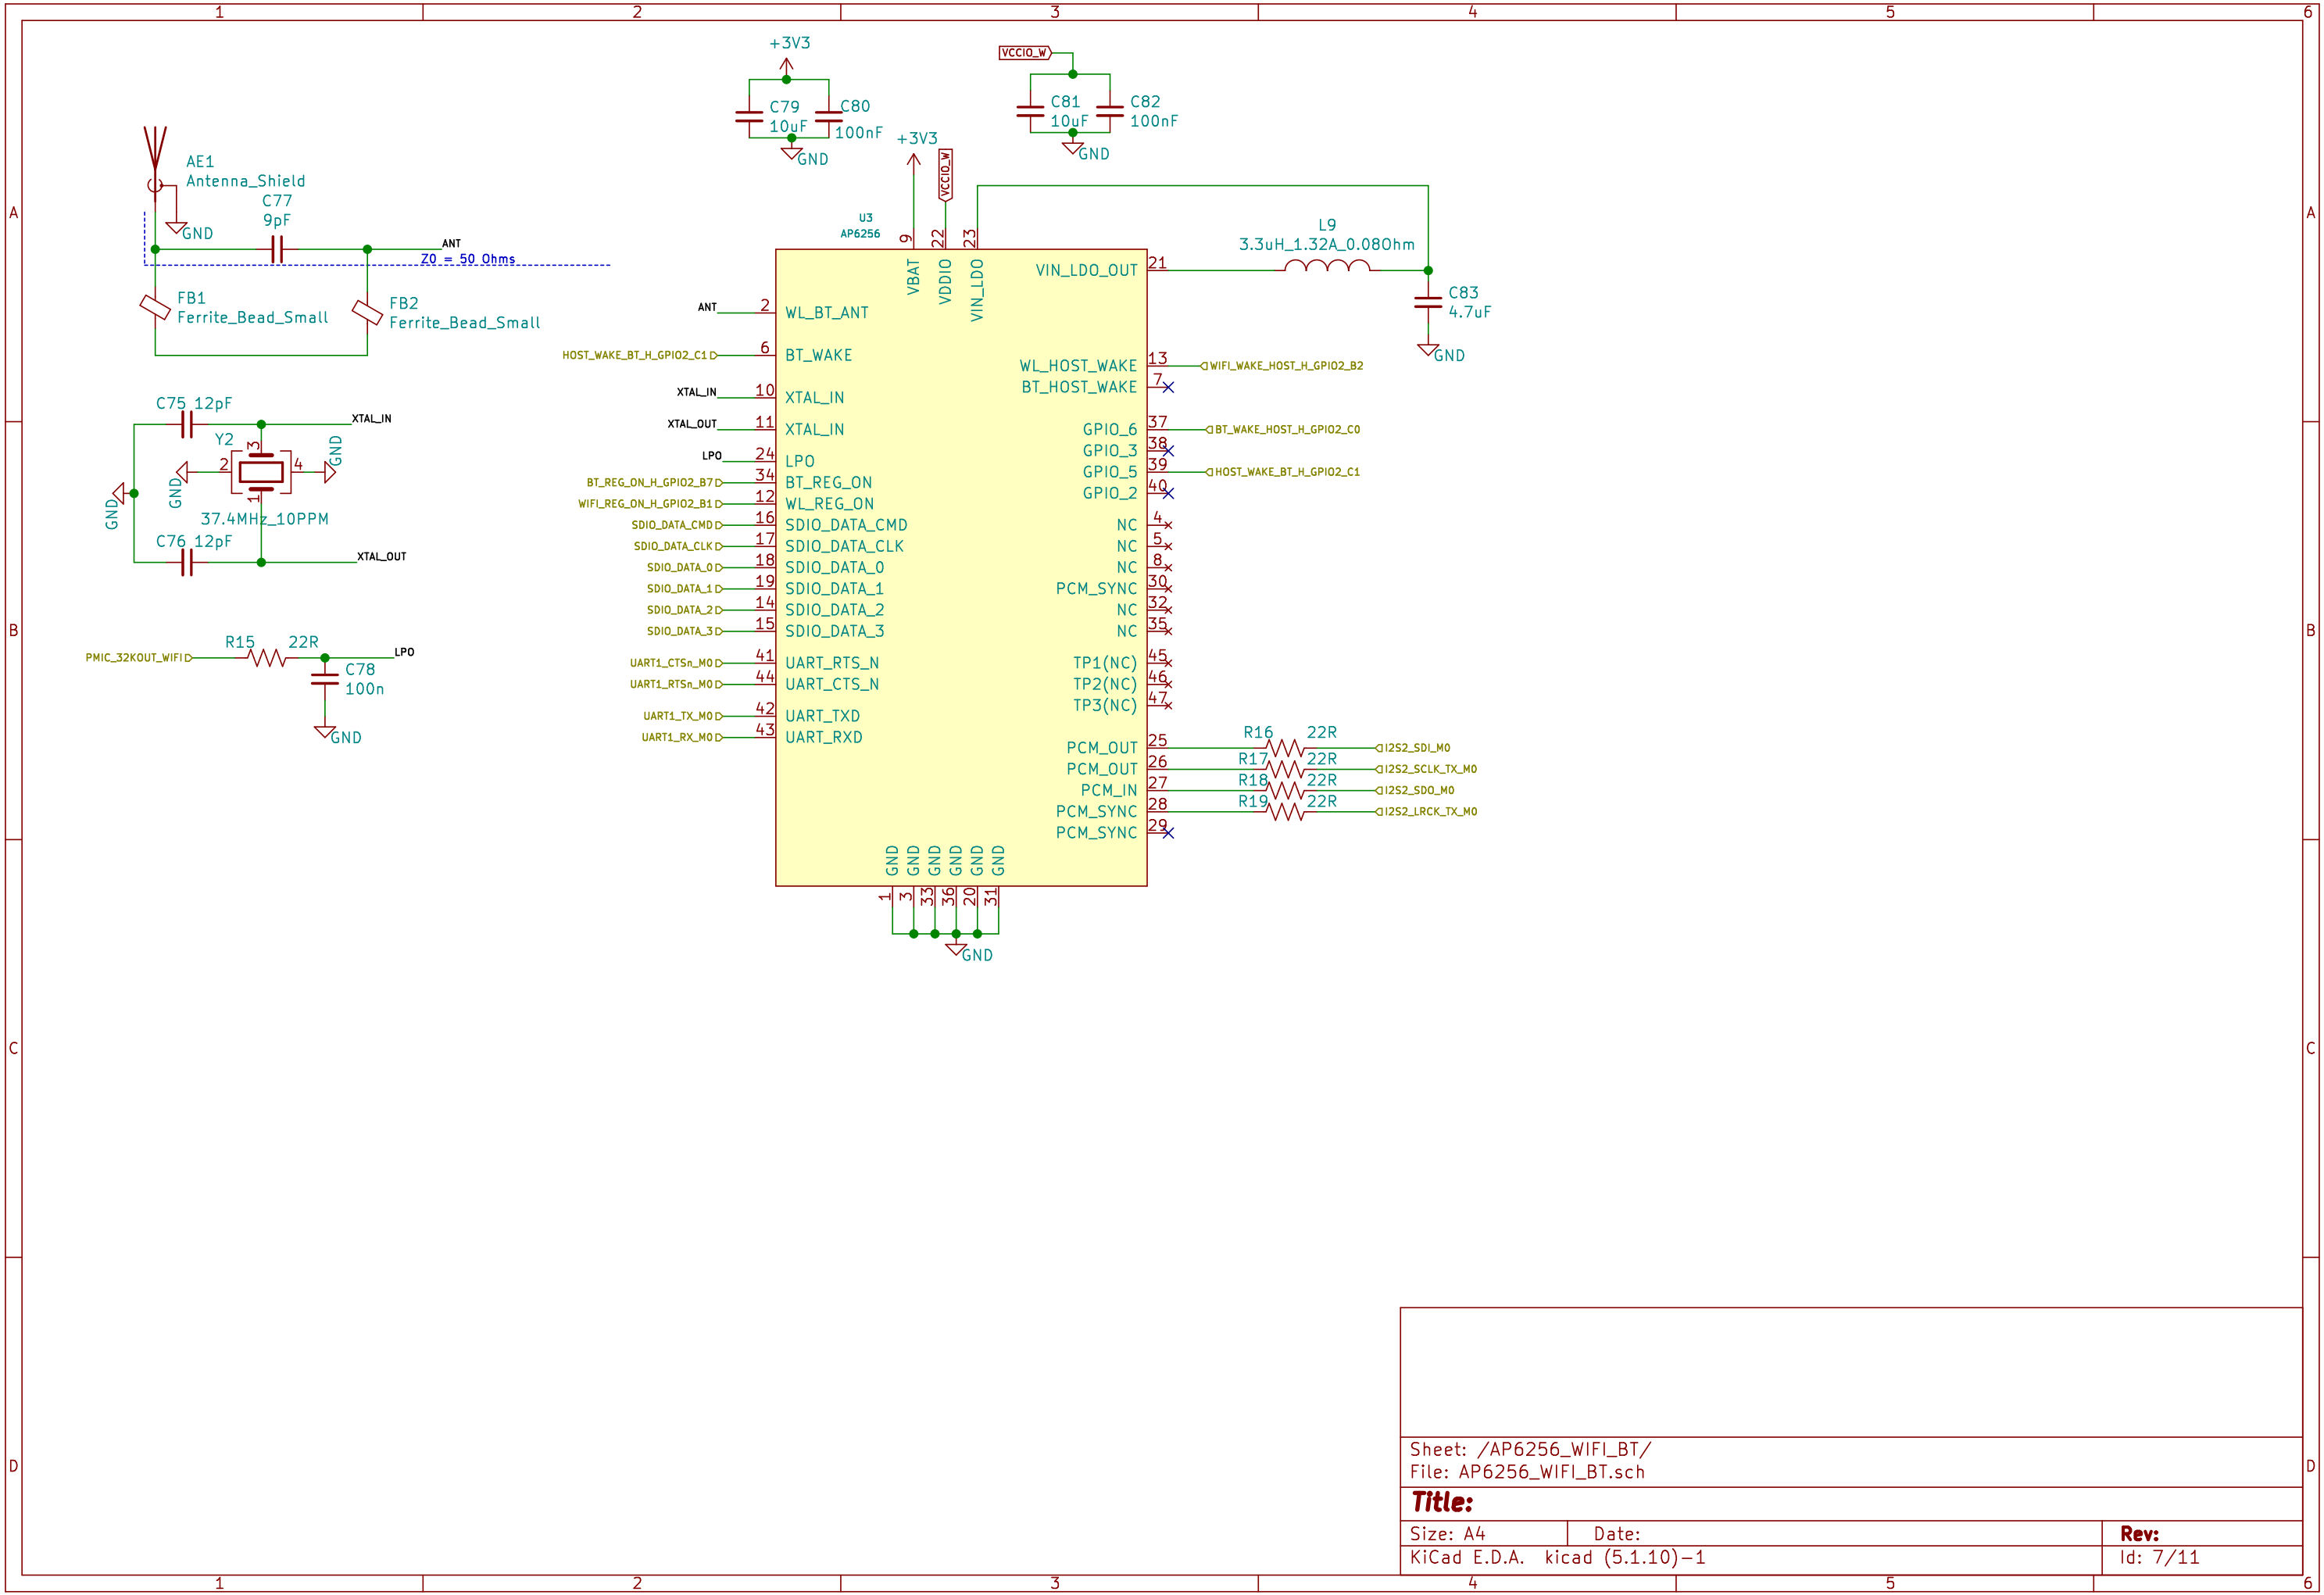 1 2 3 4 5 6
A
B
C
D
A
B
C
D
+3V3
C79
10uF
C80
100nF
GND
VCCIO_W
C81
10uF
C82
100nF
GND
AE1
Antenna_Shield
C77
9pF
GND
ANT
Z0 = 50 Ohms
FB1
Ferrite_Bead_Small
FB2
Ferrite_Bead_Small
C75 12pF
XTAL_IN
Y2
3
2
4
1
GND
GND
GND
37.4MHz_10PPM
C76 12pF
XTAL_OUT
PMIC_32KOUT_WIFI
R15 22R
LPO
C78
100n
GND
+3V3
VCCIO_W
U3
AP6256
9 VBAT
22 VDDIO
23 VIN_LDO
ANT 2 WL_BT_ANT
HOST_WAKE_BT_H_GPIO2_C1 6 BT_WAKE
XTAL_IN 10 XTAL_IN
XTAL_OUT 11 XTAL_IN
LPO 24 LPO
BT_REG_ON_H_GPIO2_B7 34 BT_REG_ON
WIFI_REG_ON_H_GPIO2_B1 12 WL_REG_ON
SDIO_DATA_CMD 16 SDIO_DATA_CMD
SDIO_DATA_CLK 17 SDIO_DATA_CLK
SDIO_DATA_0 18 SDIO_DATA_0
SDIO_DATA_1 19 SDIO_DATA_1
SDIO_DATA_2 14 SDIO_DATA_2
SDIO_DATA_3 15 SDIO_DATA_3
UART1_CTSn_M0 41 UART_RTS_N
UART1_RTSn_M0 44 UART_CTS_N
UART1_TX_M0 42 UART_TXD
UART1_RX_M0 43 UART_RXD
VIN_LDO_OUT 21
L9
3.3uH_1.32A_0.08Ohm
C83
4.7uF
GND
WL_HOST_WAKE 13 WIFI_WAKE_HOST_H_GPIO2_B2
BT_HOST_WAKE 7
GPIO_6 37 BT_WAKE_HOST_H_GPIO2_C0
GPIO_3 38
GPIO_5 39 HOST_WAKE_BT_H_GPIO2_C1
GPIO_2 40
NC 4
NC 5
NC 8
PCM_SYNC 30
NC 32
NC 35
TP1(NC) 45
TP2(NC) 46
TP3(NC) 47
PCM_OUT 25 R16 22R I2S2_SDI_M0
PCM_OUT 26 R17 22R I2S2_SCLK_TX_M0
PCM_IN 27 R18 22R I2S2_SDO_M0
PCM_SYNC 28 R19 22R I2S2_LRCK_TX_M0
PCM_SYNC 29
GND GND GND GND GND GND
1 3 33 36 20 31
GND
Sheet: /AP6256_WIFI_BT/
File: AP6256_WIFI_BT.sch
Title:
Size: A4 Date: Rev:
KiCad E.D.A. kicad (5.1.10)-1 Id: 7/11
1 2 3 4 5 6